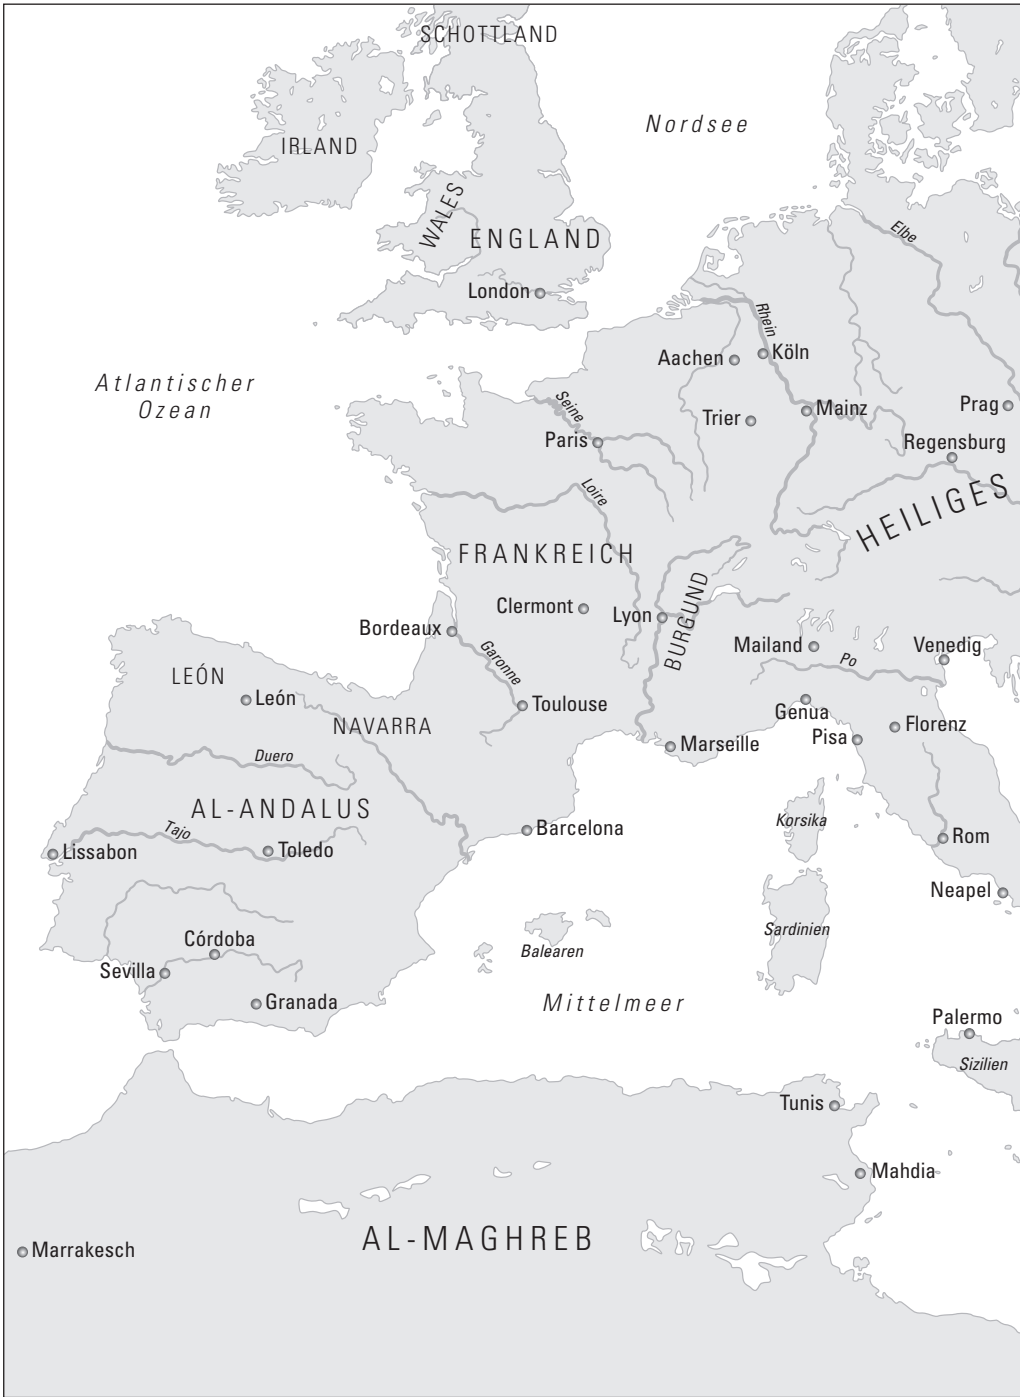 SCHOTTLAND
Nordsee
IRLAND
WALES
ENGLAND
Elbe
London
Rhein
Aachen
Köln
Atlantischer
Ozean
Seine
Trier
Mainz
Prag
Paris
Regensburg
Loire
HEILIGES
FRANKREICH
Clermont
Lyon
BURGUND
Bordeaux
Mailand
Po
Venedig
Garonne
LEÓN
León
Toulouse
NAVARRA
Genua
Florenz
Pisa
Marseille
Duero
AL-ANDALUS
Tajo
Barcelona
Korsika
Lissabon
Toledo
Rom
Neapel
Córdoba
Balearen
Sardinien
Sevilla
Granada
Mittelmeer
Palermo
Sizilien
Tunis
Mahdia
AL-MAGHREB
Marrakesch